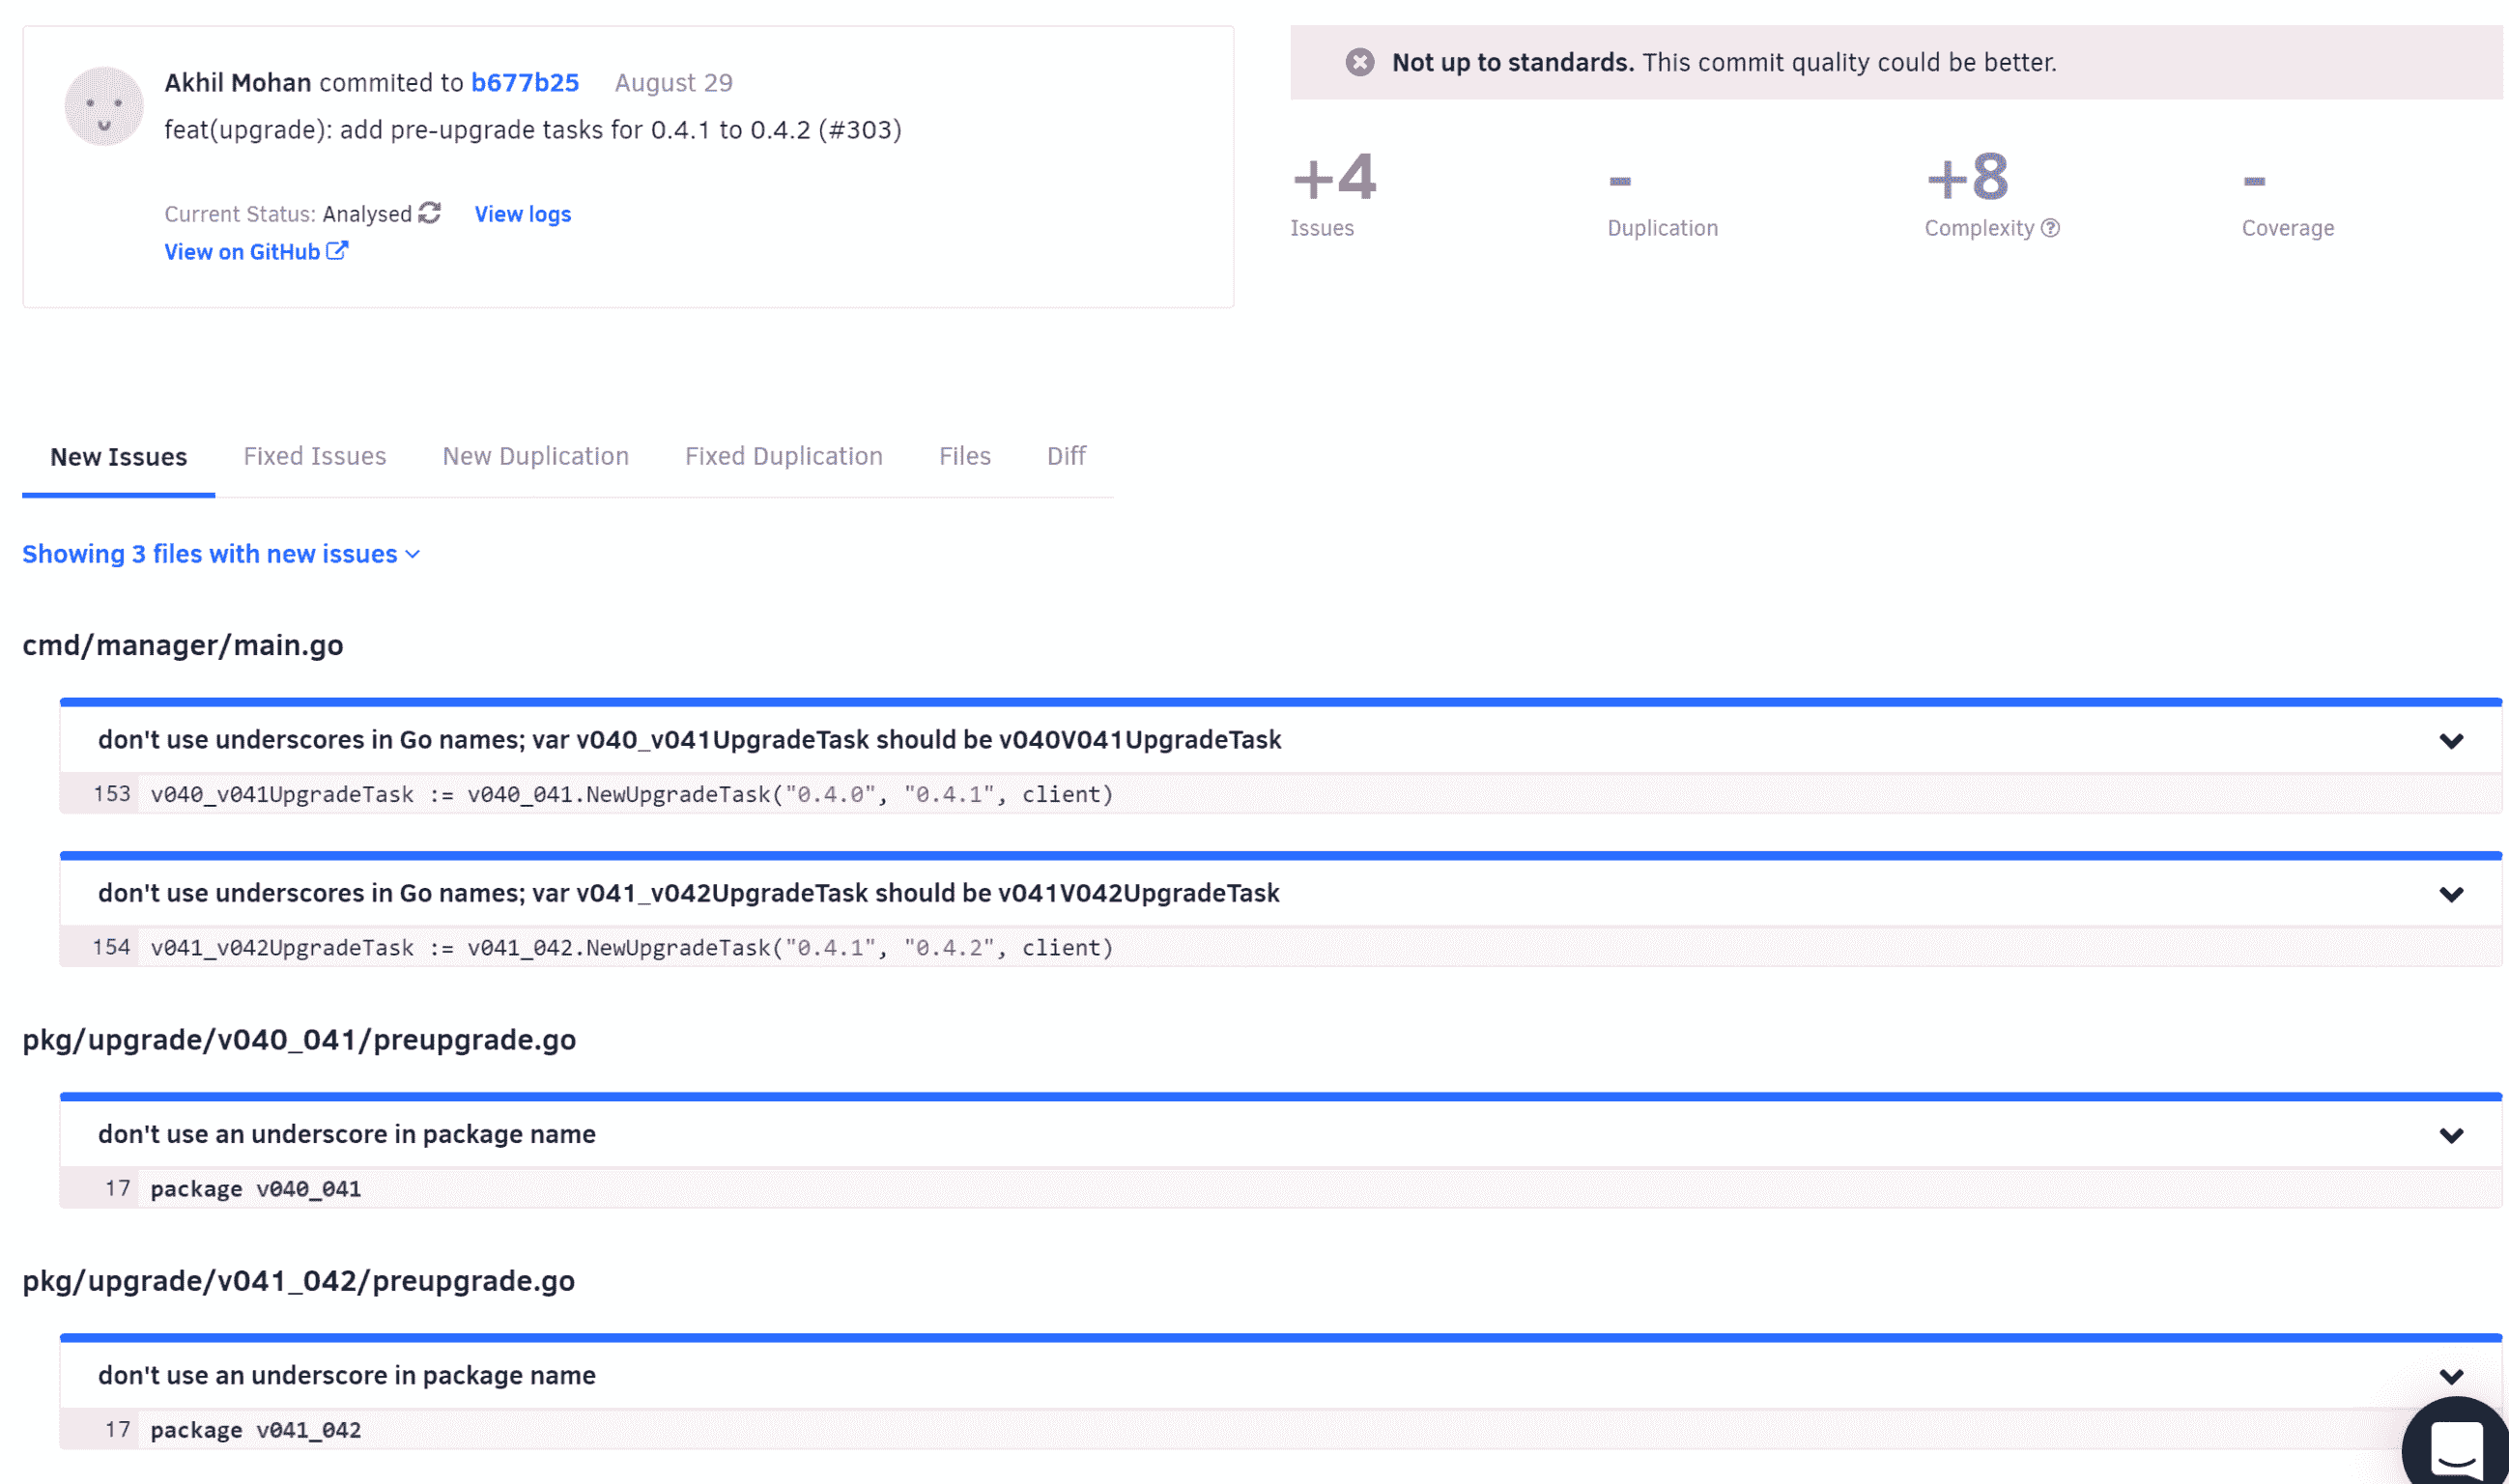 Akhil Mohan commited to b677b25 August 29
feat(upgrade): add pre-upgrade tasks for 0.4.1 to 0.4.2 (#303)
Current Status: Analysed View logs
View on GitHub
Not up to standards. This commit quality could be better.
+4 - +8 -
Issues Duplication Complexity ? Coverage
New Issues Fixed Issues New Duplication Fixed Duplication Files Diff
Showing 3 files with new issues
cmd/manager/main.go
don't use underscores in Go names; var v040_v041UpgradeTask should be v040V041UpgradeTask
153 v040_v041UpgradeTask := v040_041.NewUpgradeTask("0.4.0", "0.4.1", client)
don't use underscores in Go names; var v041_v042UpgradeTask should be v041V042UpgradeTask
154 v041_v042UpgradeTask := v041_042.NewUpgradeTask("0.4.1", "0.4.2", client)
pkg/upgrade/v040_041/preupgrade.go
don't use an underscore in package name
17 package v040_041
pkg/upgrade/v041_042/preupgrade.go
don't use an underscore in package name
17 package v041_042